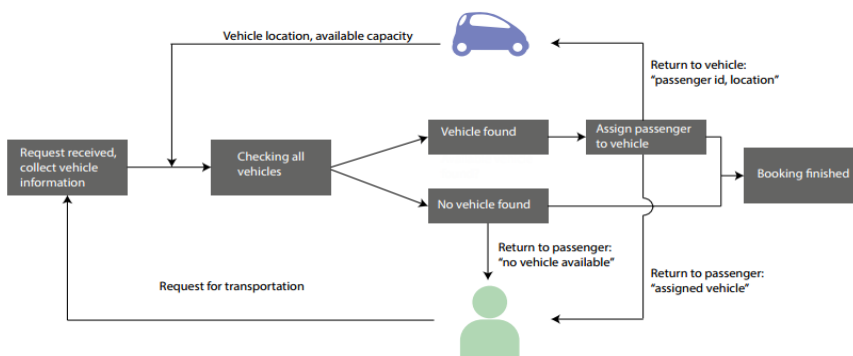 Vehicle location, available capacity
Return to vehicle:
“passenger id, location”
Request received,
collect vehicle
information
Checking all
vehicles
Vehicle found
Assign passenger
to vehicle
Booking finished
No vehicle found
Return to passenger:
“no vehicle available”
Request for transportation
Return to passenger:
“assigned vehicle”